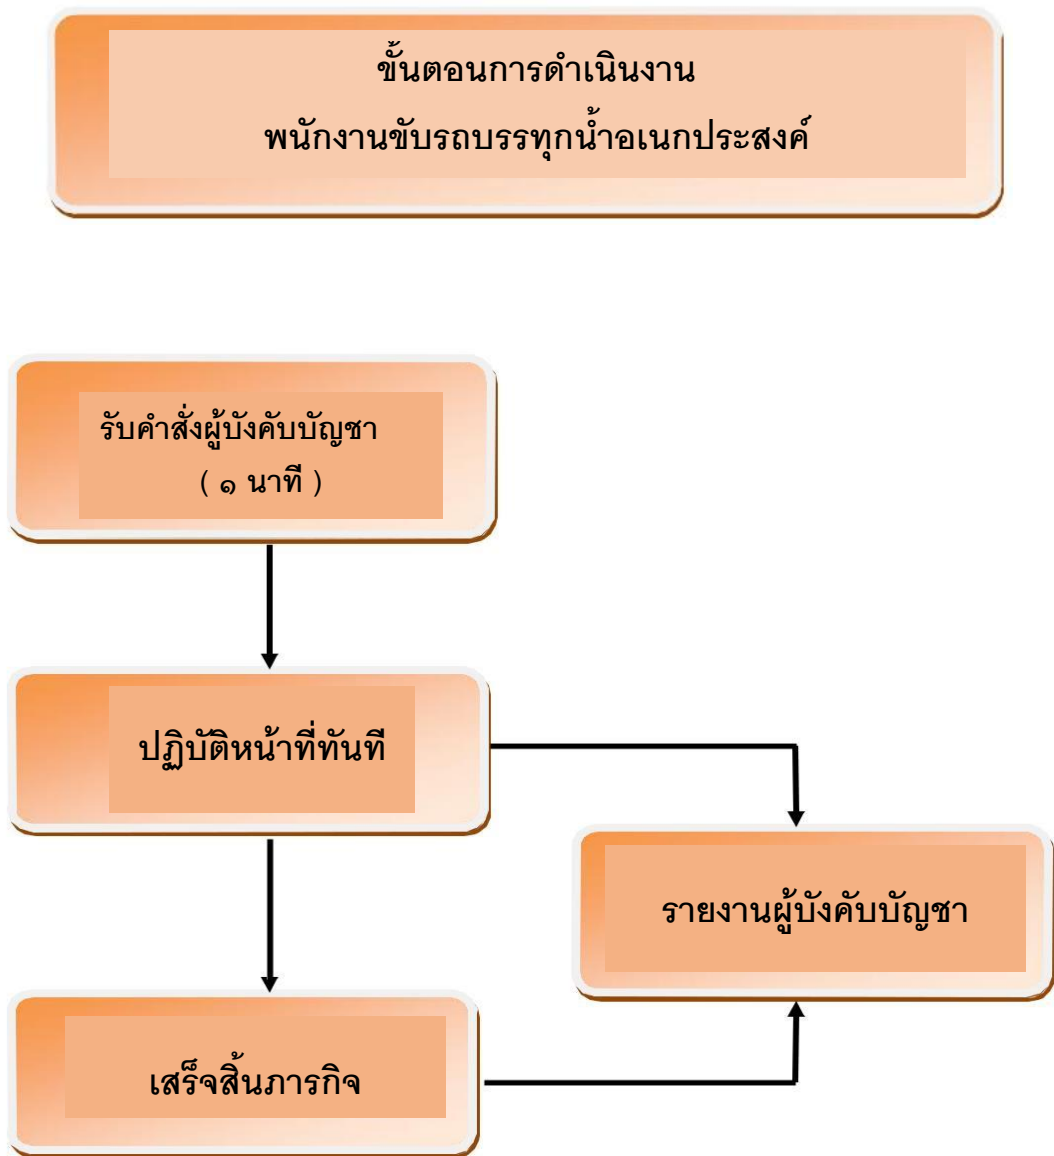 ขั้นตอนการดำเนินงาน
พนักงานขับรถบรรทุกน้ำอเนกประสงค์
รับคำสั่งผู้บังคับบัญชา
( ๑ นาที )
ปฏิบัติหน้าที่ทันที
รายงานผู้บังคับบัญชา
เสร็จสิ้นภารกิจ